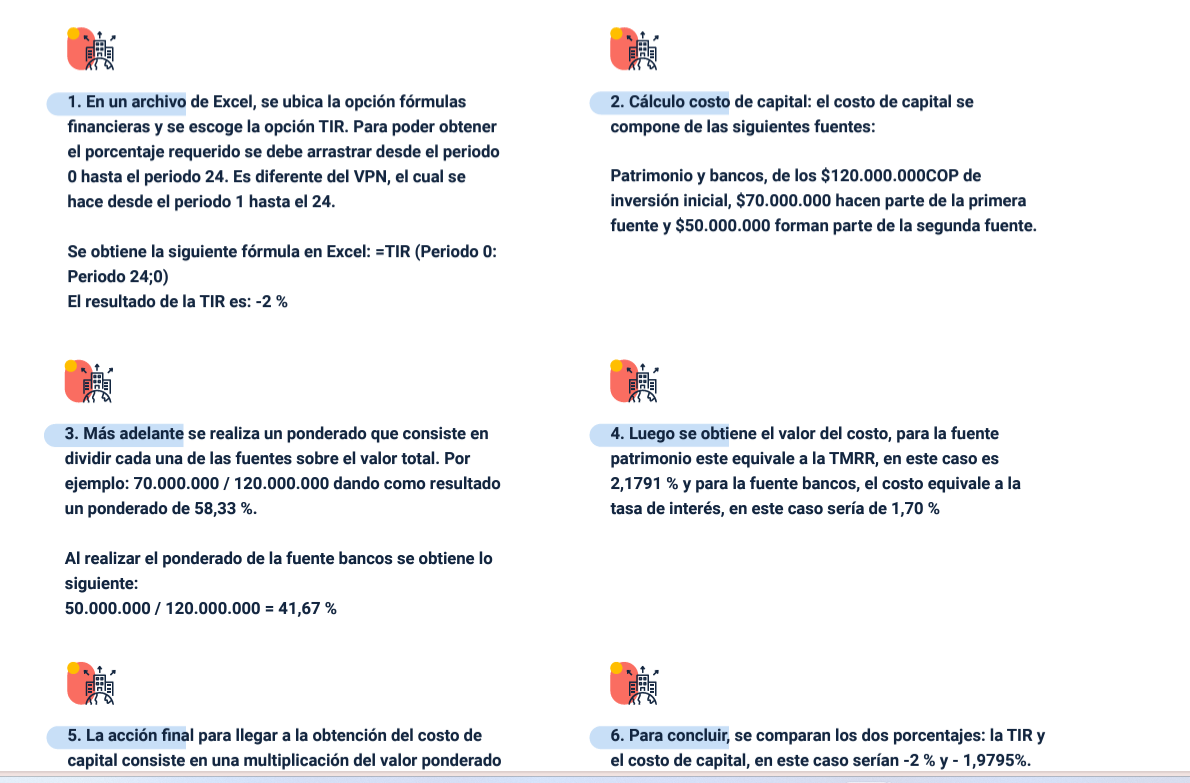 1. En un archivo de Excel, se ubica la opción fórmulas
financieras y se escoge la opción TIR. Para poder obtener
el porcentaje requerido se debe arrastrar desde el periodo
0 hasta el periodo 24. Es diferente del VPN, el cual se
hace desde el periodo 1 hasta el 24.
Se obtiene la siguiente fórmula en Excel: =TIR (Periodo 0:
Periodo 24;0)
El resultado de la TIR es: -2 %
2. Cálculo costo de capital: el costo de capital se
compone de las siguientes fuentes:
Patrimonio y bancos, de los $120.000.000COP de
inversión inicial, $70.000.000 hacen parte de la primera
fuente y $50.000.000 forman parte de la segunda fuente.
3. Más adelante se realiza un ponderado que consiste en
dividir cada una de las fuentes sobre el valor total. Por
ejemplo: 70.000.000 / 120.000.000 dando como resultado
un ponderado de 58,33 %.
Al realizar el ponderado de la fuente bancos se obtiene lo
siguiente:
50.000.000 / 120.000.000 = 41,67 %
4. Luego se obtiene el valor del costo, para la fuente
patrimonio este equivale a la TMRR, en este caso es
2,1791 % y para la fuente bancos, el costo equivale a la
tasa de interés, en este caso sería de 1,70 %
5. La acción final para llegar a la obtención del costo de
capital consiste en una multiplicación del valor ponderado
6. Para concluir, se comparan los dos porcentajes: la TIR y
el costo de capital, en este caso serían -2 % y - 1,9795%.